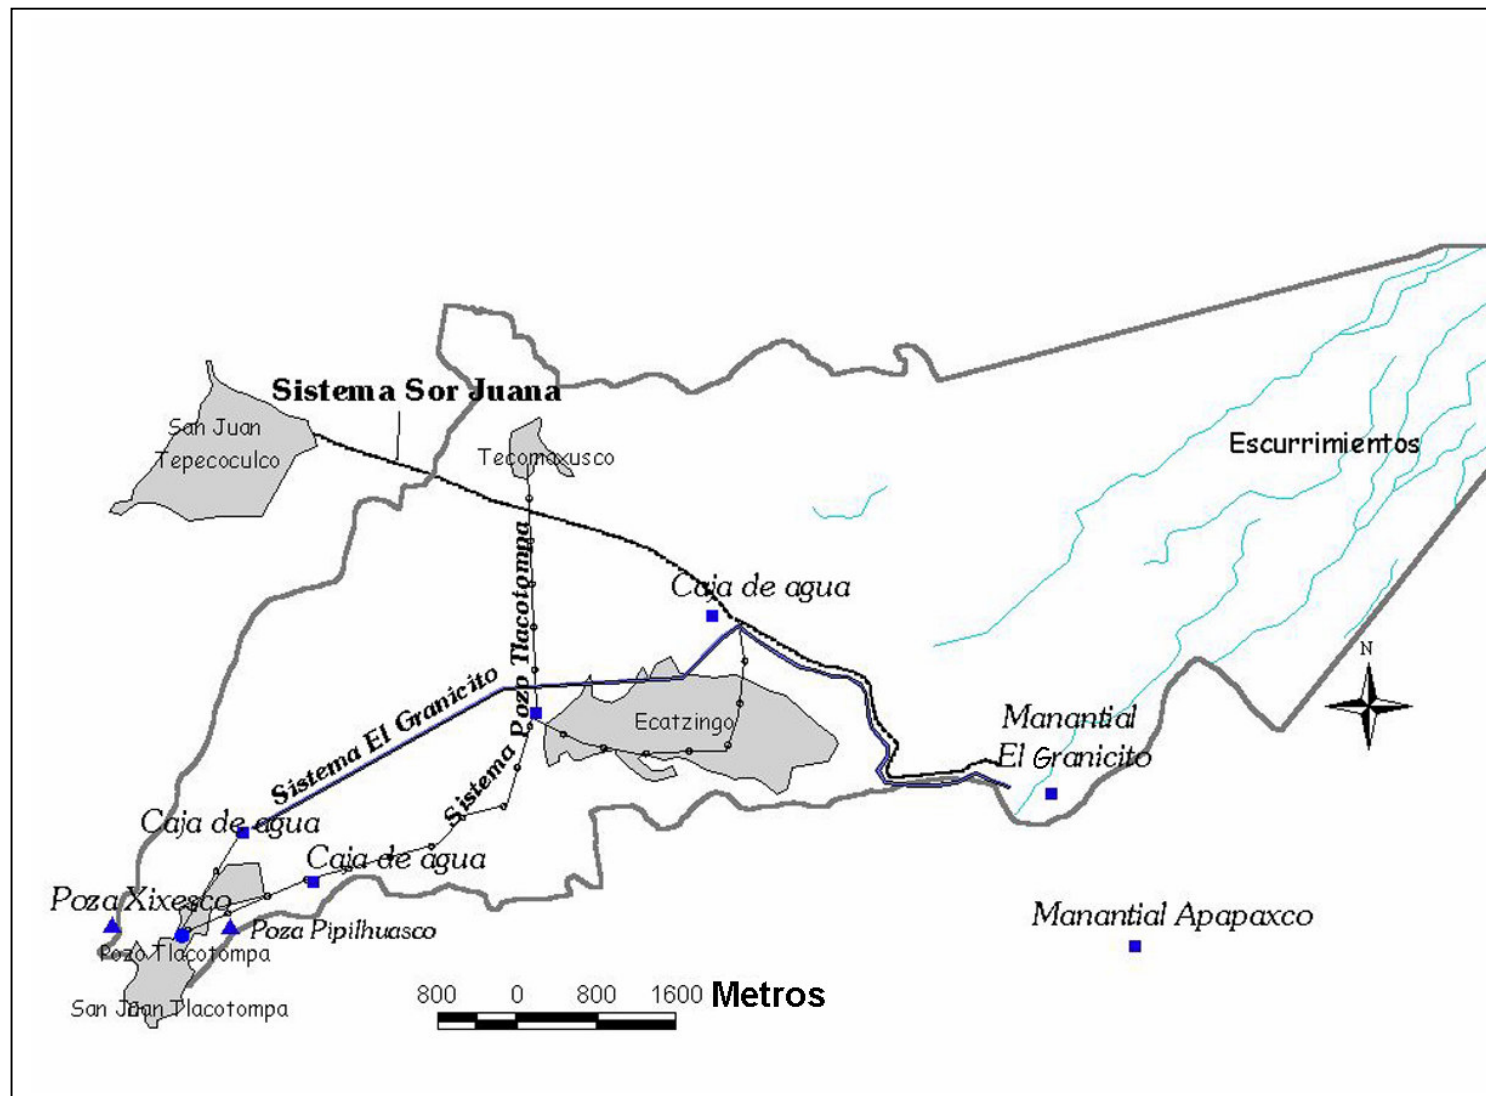 Sistema Sor Juana
San Juan
Tepecoculco
Tecomaxusco
Escurrimientos
Caja de agua
Sistema Pozo Tlacotompa
Sistema El Granicito
Ecatzingo
N
Manantial
El Granicito
Caja de agua
Caja de agua
Poza Xixesco
Poza Pipilhuasco
Manantial Apapaxco
Pozo Tlacotompa
San Juan Tlacotompa
800 0 800 1600 Metros